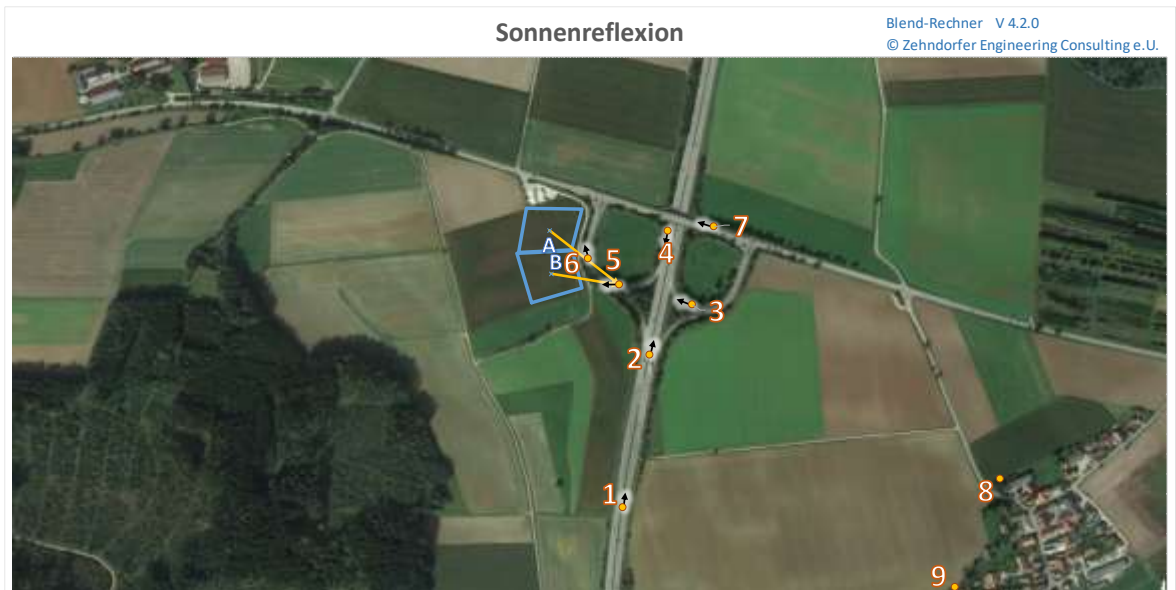 Sonnenreflexion
Blend-Rechner V 4.2.0
© Zehndorfer Engineering Consulting e.U.
7
A
4
B
6
5
3
2
8
1
9